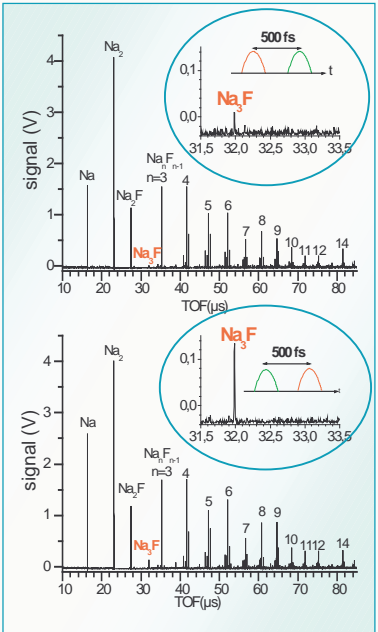 signal (V)
4
3
2
1
0
10 20 30 40 50 60 70 80
TOF(µs)
Na
Na2
Na2F
Na3F
NanFn-1
n=3
4
5
6
7
8
9
10
1112
14
500 fs
t
Na3F
0,1
0,0
31,5 32,0 32,5 33,0 33,5
signal (V)
4
3
2
1
0
10 20 30 40 50 60 70 80
TOF(µs)
Na
Na2
Na2F
Na3F
NanFn-1
n=3
4
5
6
7
8
9
10
1112
14
Na3F
500 fs
0,1
0,0
31,5 32,0 32,5 33,0 33,5